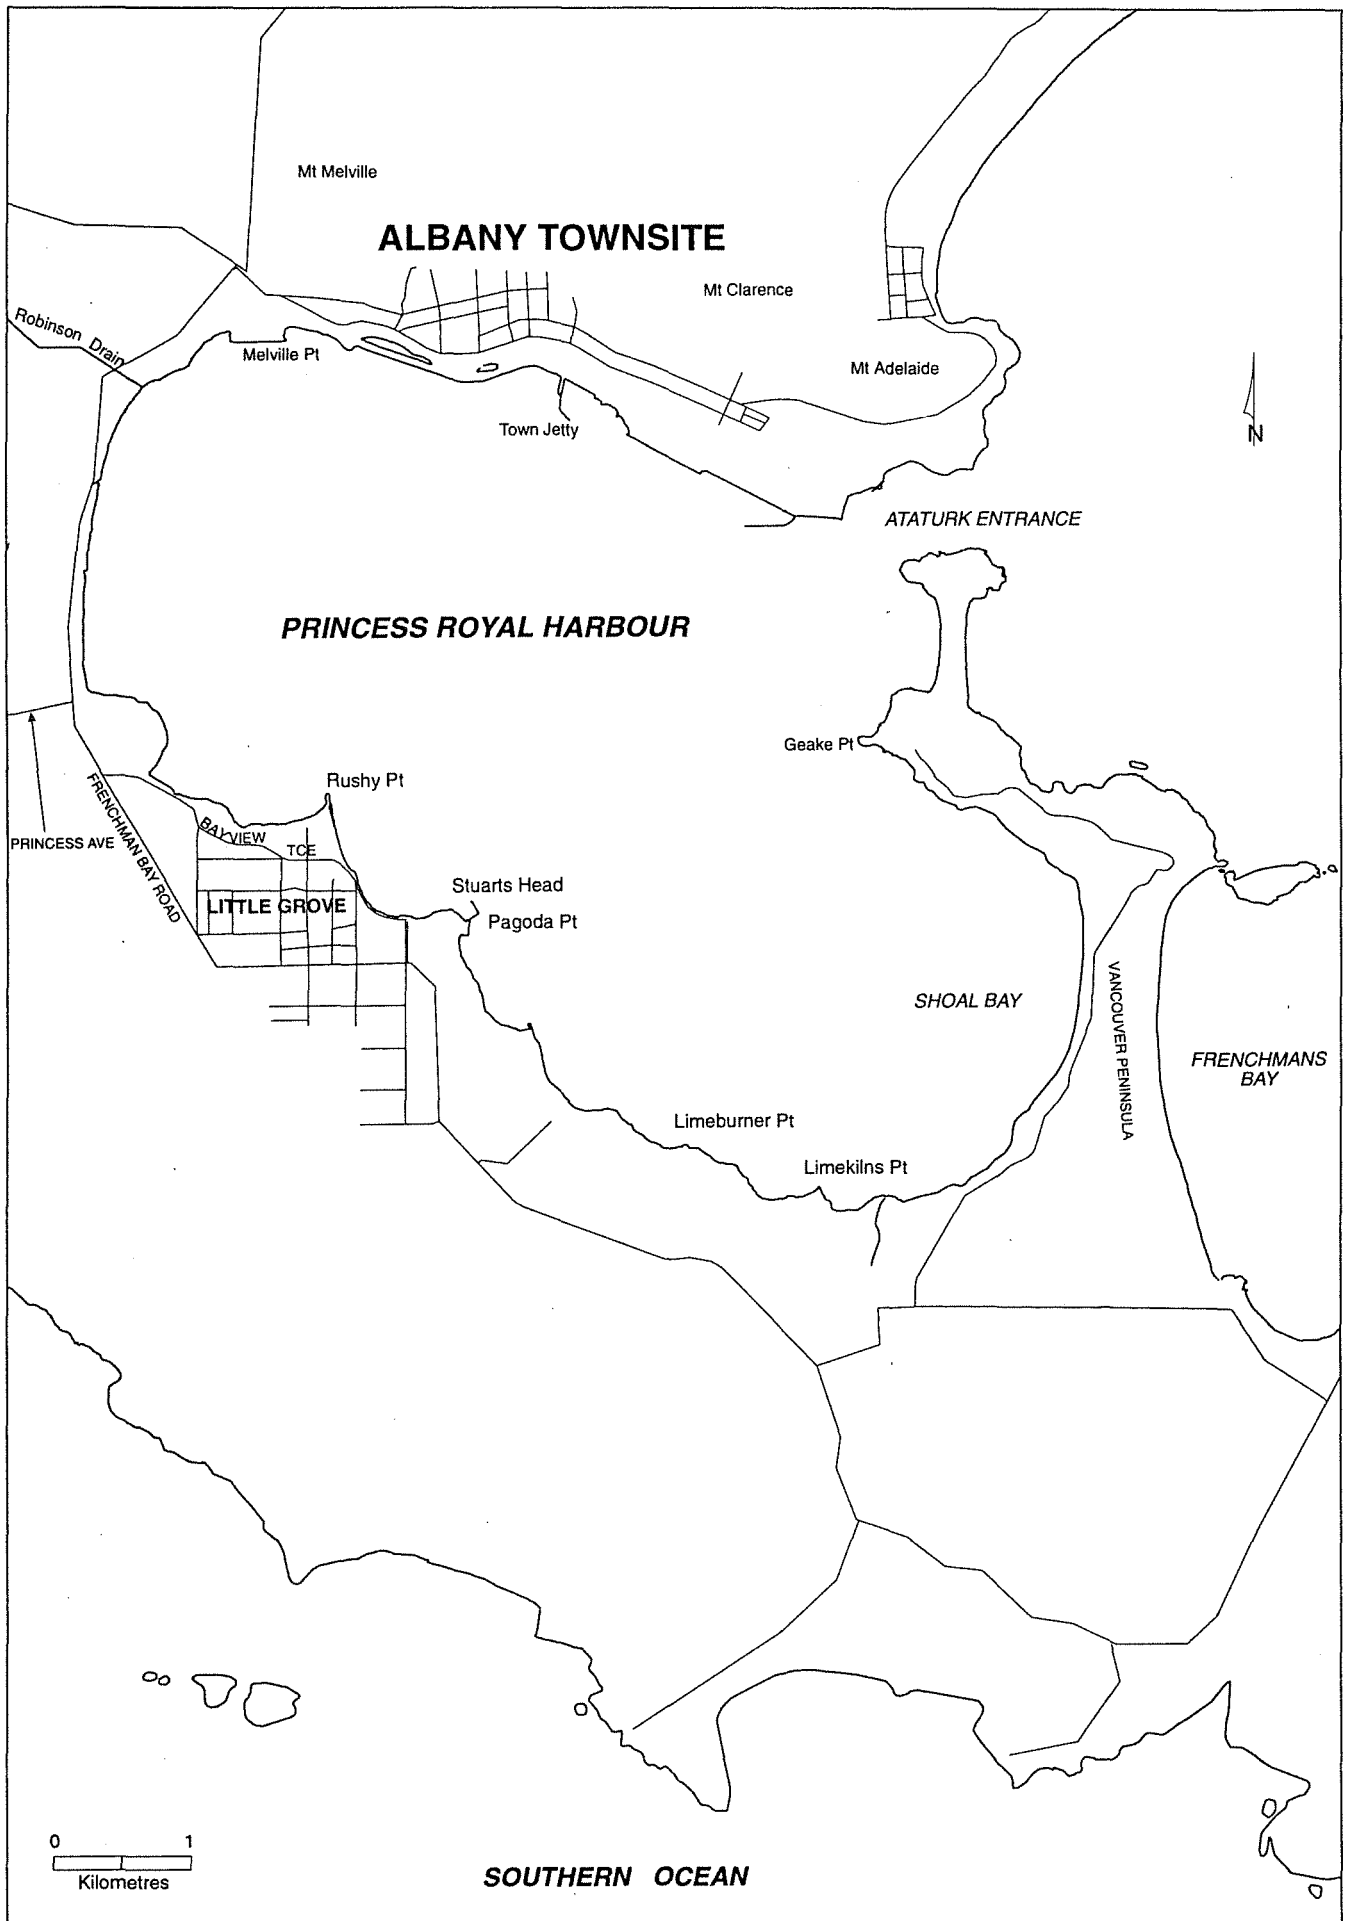 Mt Melville
ALBANY TOWNSITE
Mt Clarence
Robinson Drain
Melville Pt
Mt Adelaide
Town Jetty
N
ATATURK ENTRANCE
PRINCESS ROYAL HARBOUR
Geake Pt
Rushy Pt
FRENCHMAN BAY ROAD
PRINCESS AVE
BAYVIEW TCE
Stuarts Head
LITTLE GROVE
Pagoda Pt
SHOAL BAY
VANCOUVER PENINSULA
FRENCHMANS
BAY
Limeburner Pt
Limekilns Pt
0 1
Kilometres
SOUTHERN OCEAN